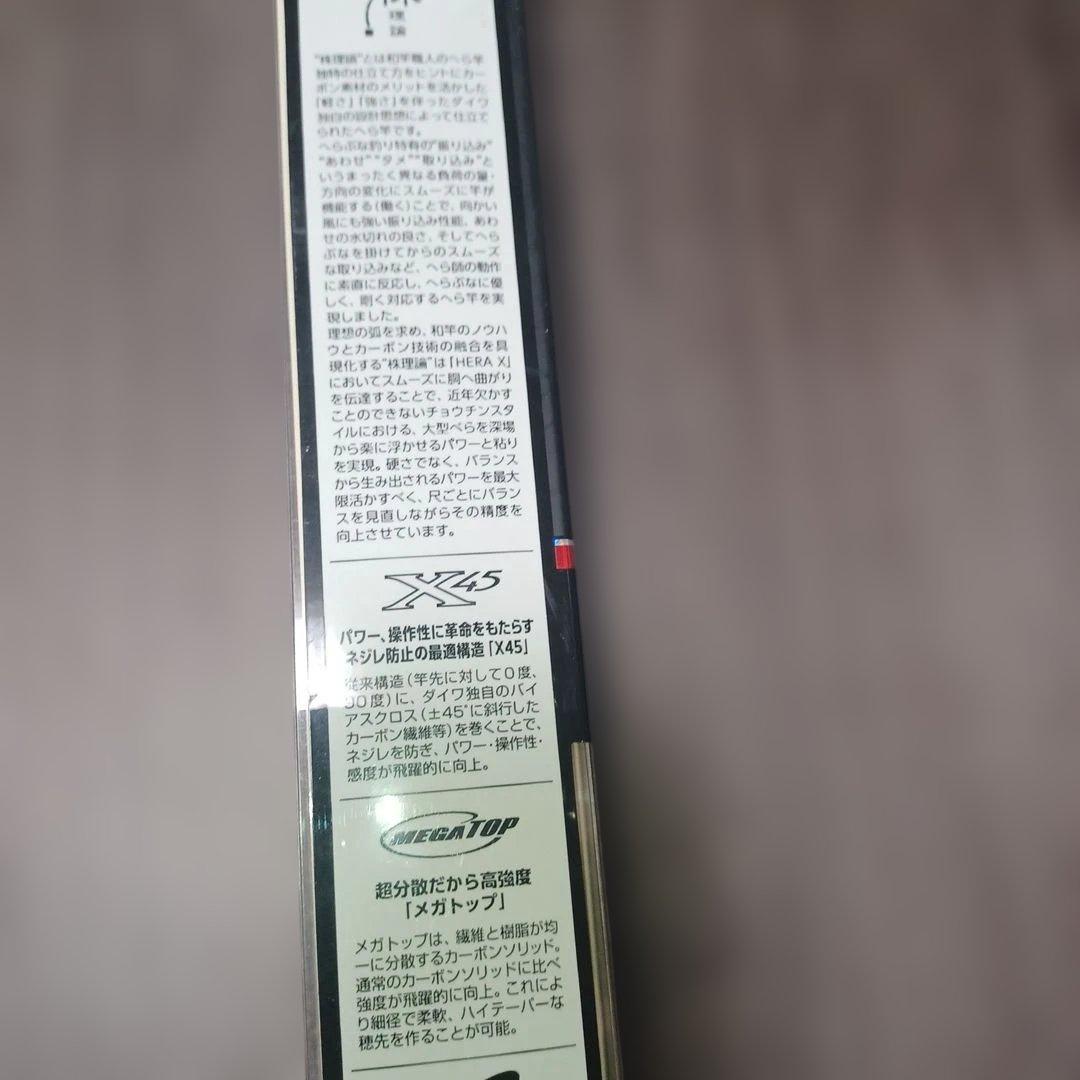 理
論
“株理論”とは和竿職人のへら竿
独特の仕立て方をヒントにカー
ボン素材のメリットを活かした
「軽さ」「強さ」を伴ったダイワ
独自の設計思想によって仕立て
られたへら竿です。
へらぶな釣り特有の“振り込み”
“あわせ”“タメ”“取り込み”と
いうまったく異なる負荷の量・
方向の変化にスムーズに竿が
機能する(働く)ことで、向かい
風にも強い振り込み性能、あわ
せの水切れの良さ、そしてへら
ぶなを掛けてからのスムーズ
な取り込みなど、へら師の動作
に素直に反応し、へらぶなに優
しく、剛く対応するへら竿を実
現しました。
理想の弧を求め、和竿のノウハ
ウとカーボン技術の融合を具
現化する“株理論”は「HERA X」
においてスムーズに胴へ曲がり
を伝達することで、近年欠かす
ことのできないチョウチンスタ
イルにおける、大型べらを深場
から楽に浮かせるパワーと粘り
を実現。硬さでなく、バランス
から生み出されるパワーを最大
限活かすべく、尺ごとにバラン
スを見直しながらその精度を
向上させています。
X45
パワー、操作性に革命をもたらす
ネジレ防止の最適構造「X45」
従来構造(竿先に対して0度、
90度)に、ダイワ独自のバイ
アスクロス(±45°に斜行した
カーボン繊維等)を巻くことで、
ネジレを防ぎ、パワー・操作性・
感度が飛躍的に向上。
MEGATOP
超分散だから高強度
「メガトップ」
メガトップは、繊維と樹脂が均
一に分散するカーボンソリッド。
通常のカーボンソリッドに比べ
強度が飛躍的に向上。これによ
り細径で柔軟、ハイテーパーな
穂先を作ることが可能。